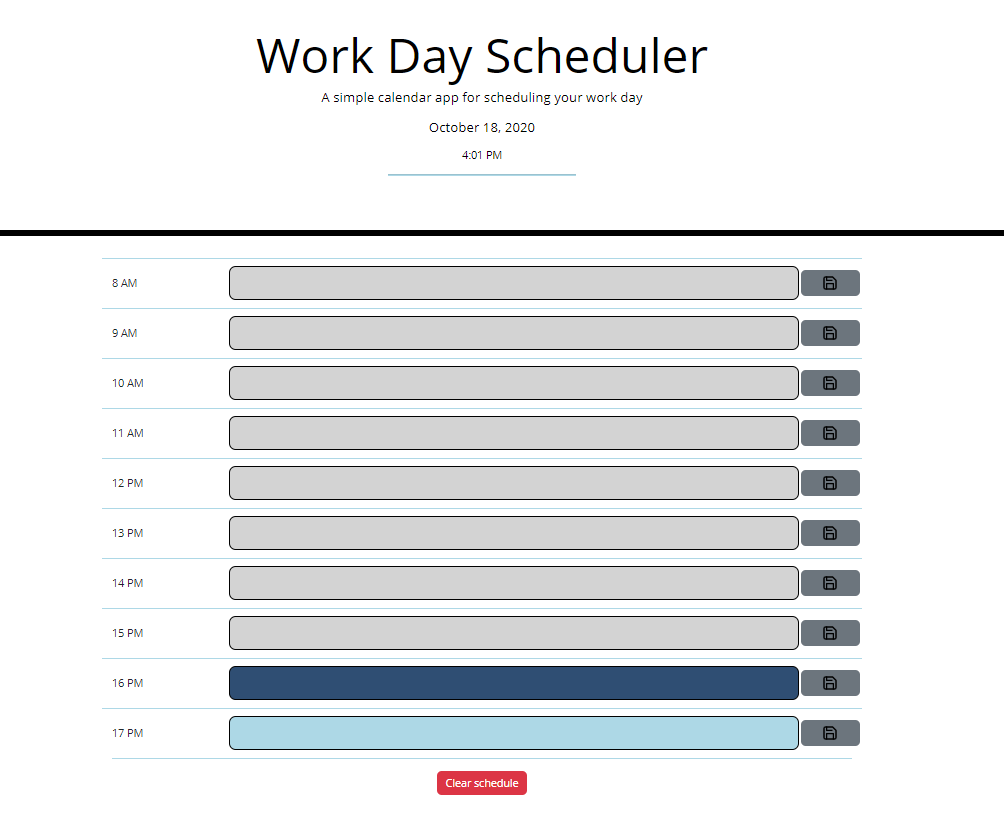 Work Day Scheduler
A simple calendar app for scheduling your work day
October 18, 2020
4:01 PM
8 AM
9 AM
10 AM
11 AM
12 PM
13 PM
14 PM
15 PM
16 PM
17 PM
Clear schedule